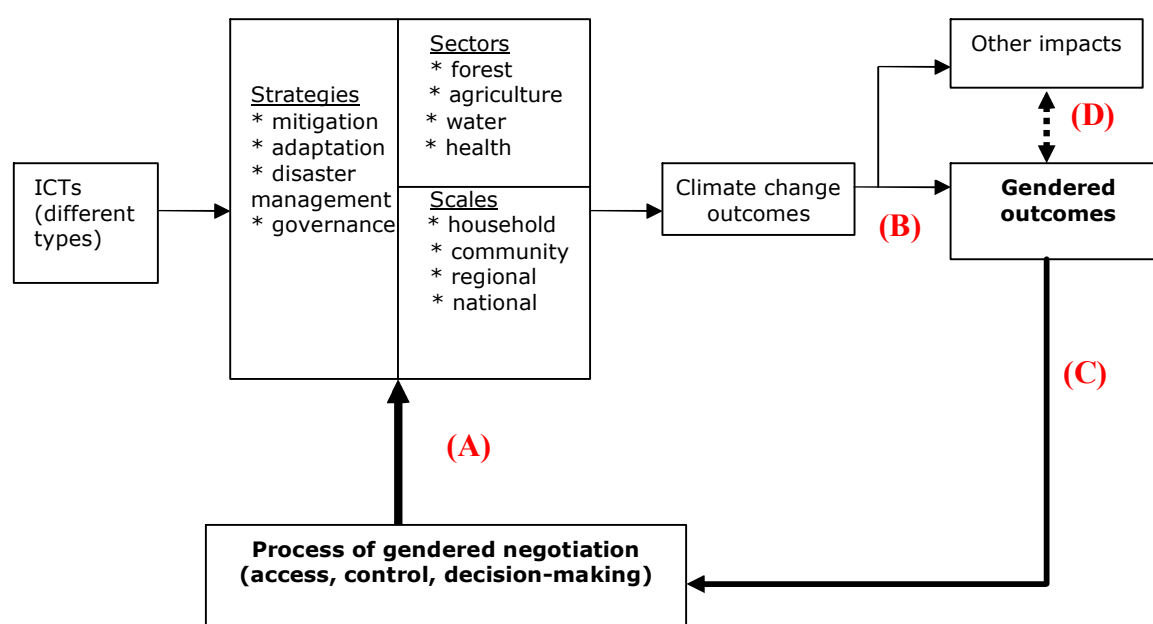 ICTs
(different
types)
Strategies
* mitigation
* adaptation
* disaster
management
* governance
Sectors
* forest
* agriculture
* water
* health
Scales
* household
* community
* regional
* national
Climate change
outcomes
(B)
Other impacts
(D)
Gendered
outcomes
(C)
(A)
Process of gendered negotiation
(access, control, decision-making)